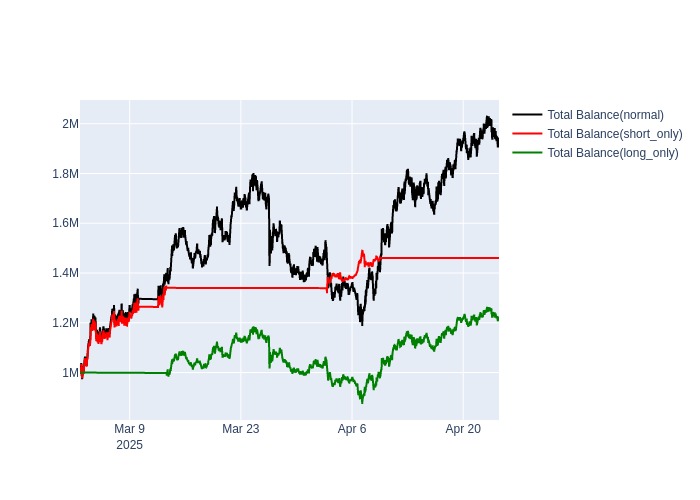 2M
1.8M
1.6M
1.4M
1.2M
1M
Mar 9
2025
Mar 23
Apr 6
Apr 20
Total Balance(normal)
Total Balance(short_only)
Total Balance(long_only)